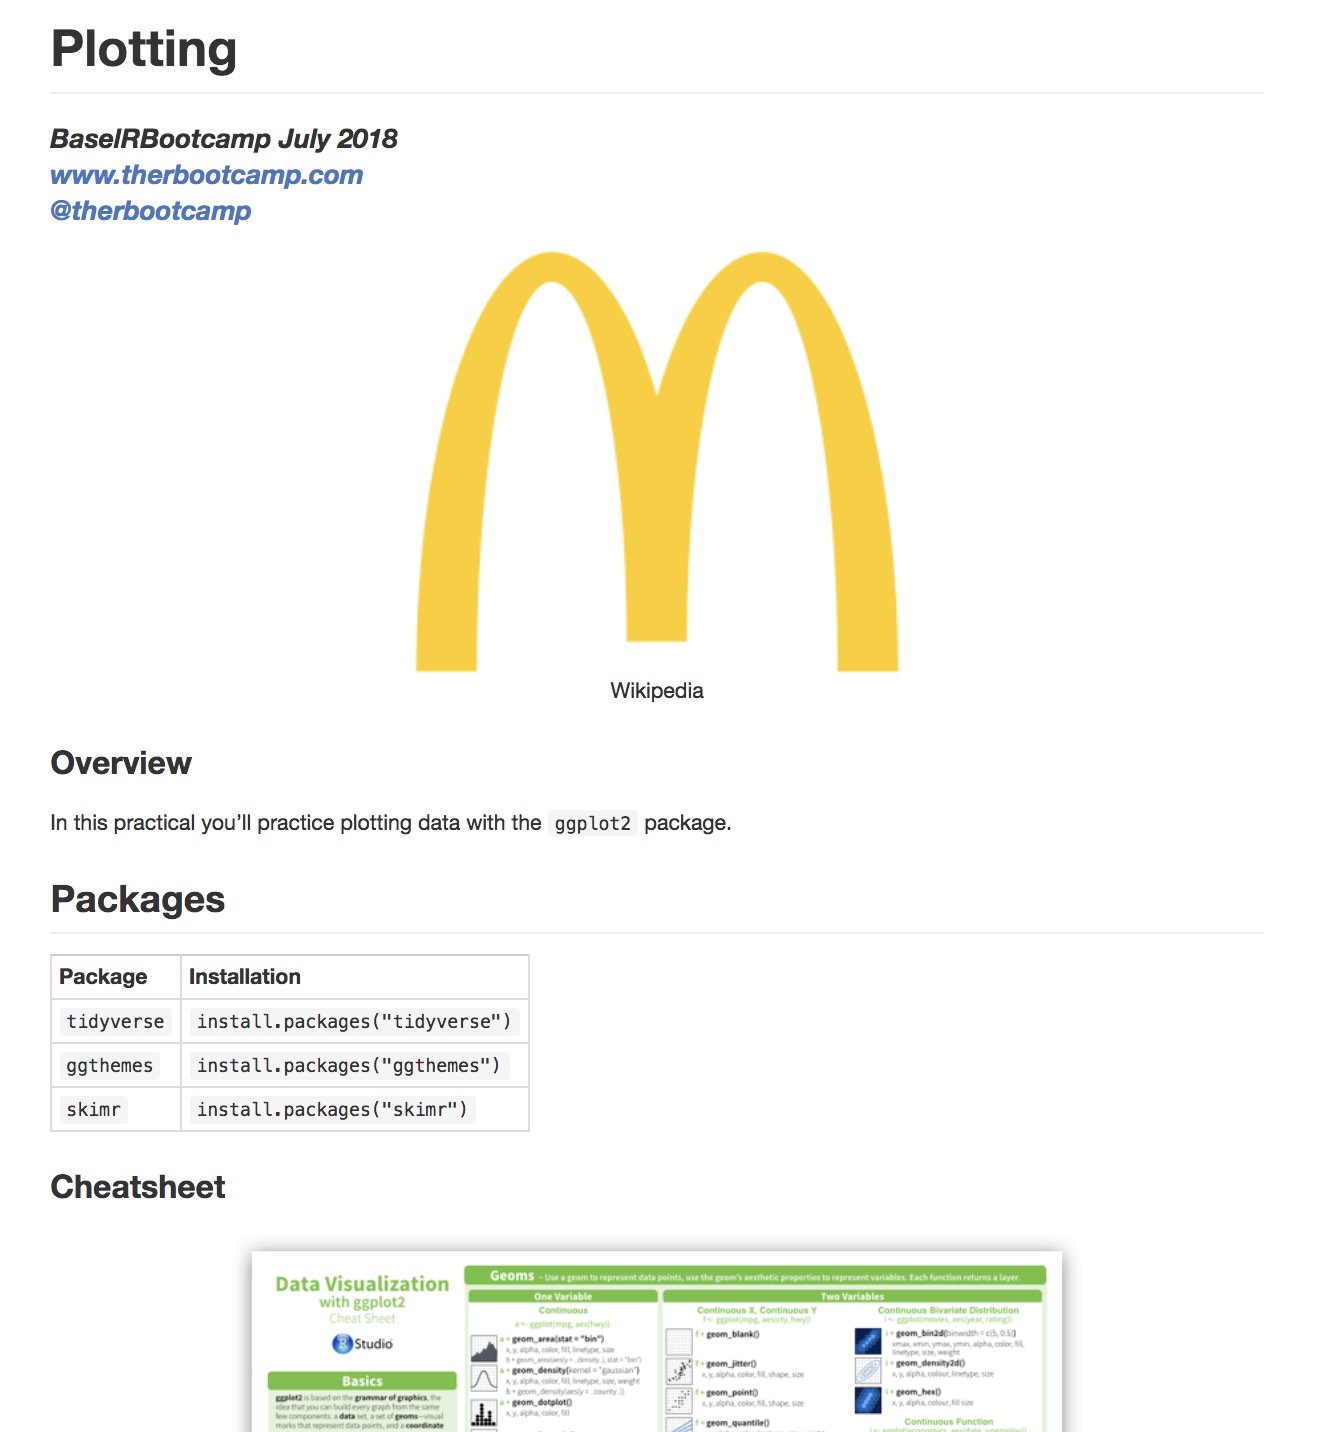 Plotting
BaselRBootcamp July 2018
www.therbootcamp.com
@therbootcamp
Wikipedia
Overview
In this practical you’ll practice plotting data with the ggplot2 package.
Packages
Package Installation
tidyverse install.packages("tidyverse")
ggthemes install.packages("ggthemes")
skimr install.packages("skimr")
Cheatsheet
Data Visualization
with ggplot2
Cheat Sheet
R Studio
Basics
ggplot2 is based on the grammar of graphics, the
idea that you can build every graph from the same
few components: a data set, a set of geoms—visual
marks that represent data points, and a coordinate
Geoms - Use a geom to represent data points, use the geom's aesthetic properties to represent variables. Each function returns a layer.
One Variable
Continuous
a <- ggplot(mpg, aes(hwy))
a + geom_area(stat = "bin")
x, y, alpha, color, fill, linetype, size
b + geom_area(aes(y = ..density..), stat = "bin")
a + geom_density(kernel = "gaussian")
x, y, alpha, color, fill, linetype, size, weight
b + geom_density(aes(y = ..county..))
a + geom_dotplot()
x, y, alpha, color, fill
Two Variables
Continuous X, Continuous Y
f <- ggplot(mpg, aes(cty, hwy))
f + geom_blank()
f + geom_jitter()
x, y, alpha, color, fill, shape, size
f + geom_point()
x, y, alpha, color, fill, shape, size
f + geom_quantile()
Continuous Bivariate Distribution
i <- ggplot(movies, aes(year, rating))
i + geom_bin2d(binwidth = c(5, 0.5))
xmax, xmin, ymax, ymin, alpha, color, fill,
linetype, size, weight
i + geom_density2d()
x, y, alpha, colour, linetype, size
i + geom_hex()
x, y, alpha, colour, fill size
Continuous Function